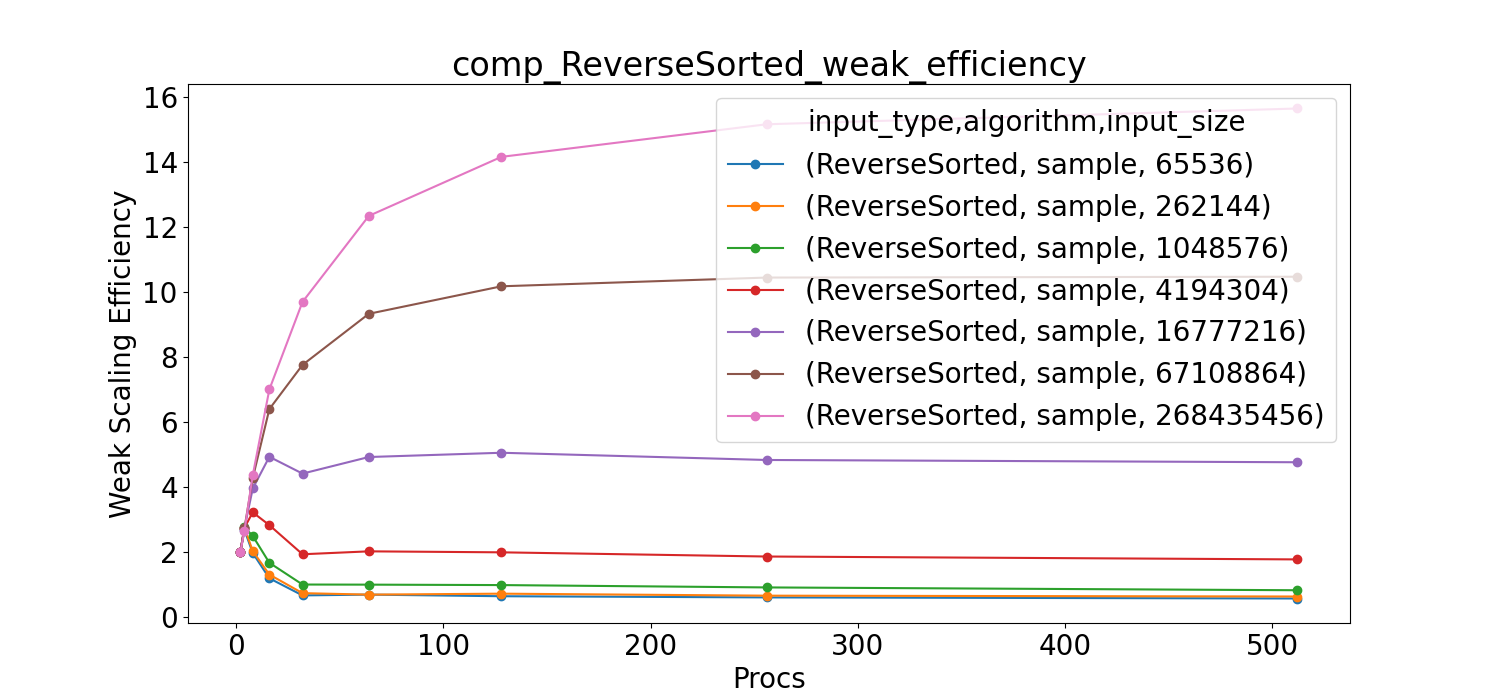 comp_ReverseSorted_weak_efficiency
Weak Scaling Efficiency
16
14
12
10
8
6
4
2
0
input_type,algorithm,input_size
(ReverseSorted, sample, 65536)
(ReverseSorted, sample, 262144)
(ReverseSorted, sample, 1048576)
(ReverseSorted, sample, 4194304)
(ReverseSorted, sample, 16777216)
(ReverseSorted, sample, 67108864)
(ReverseSorted, sample, 268435456)
0 100 200 300 400 500
Procs